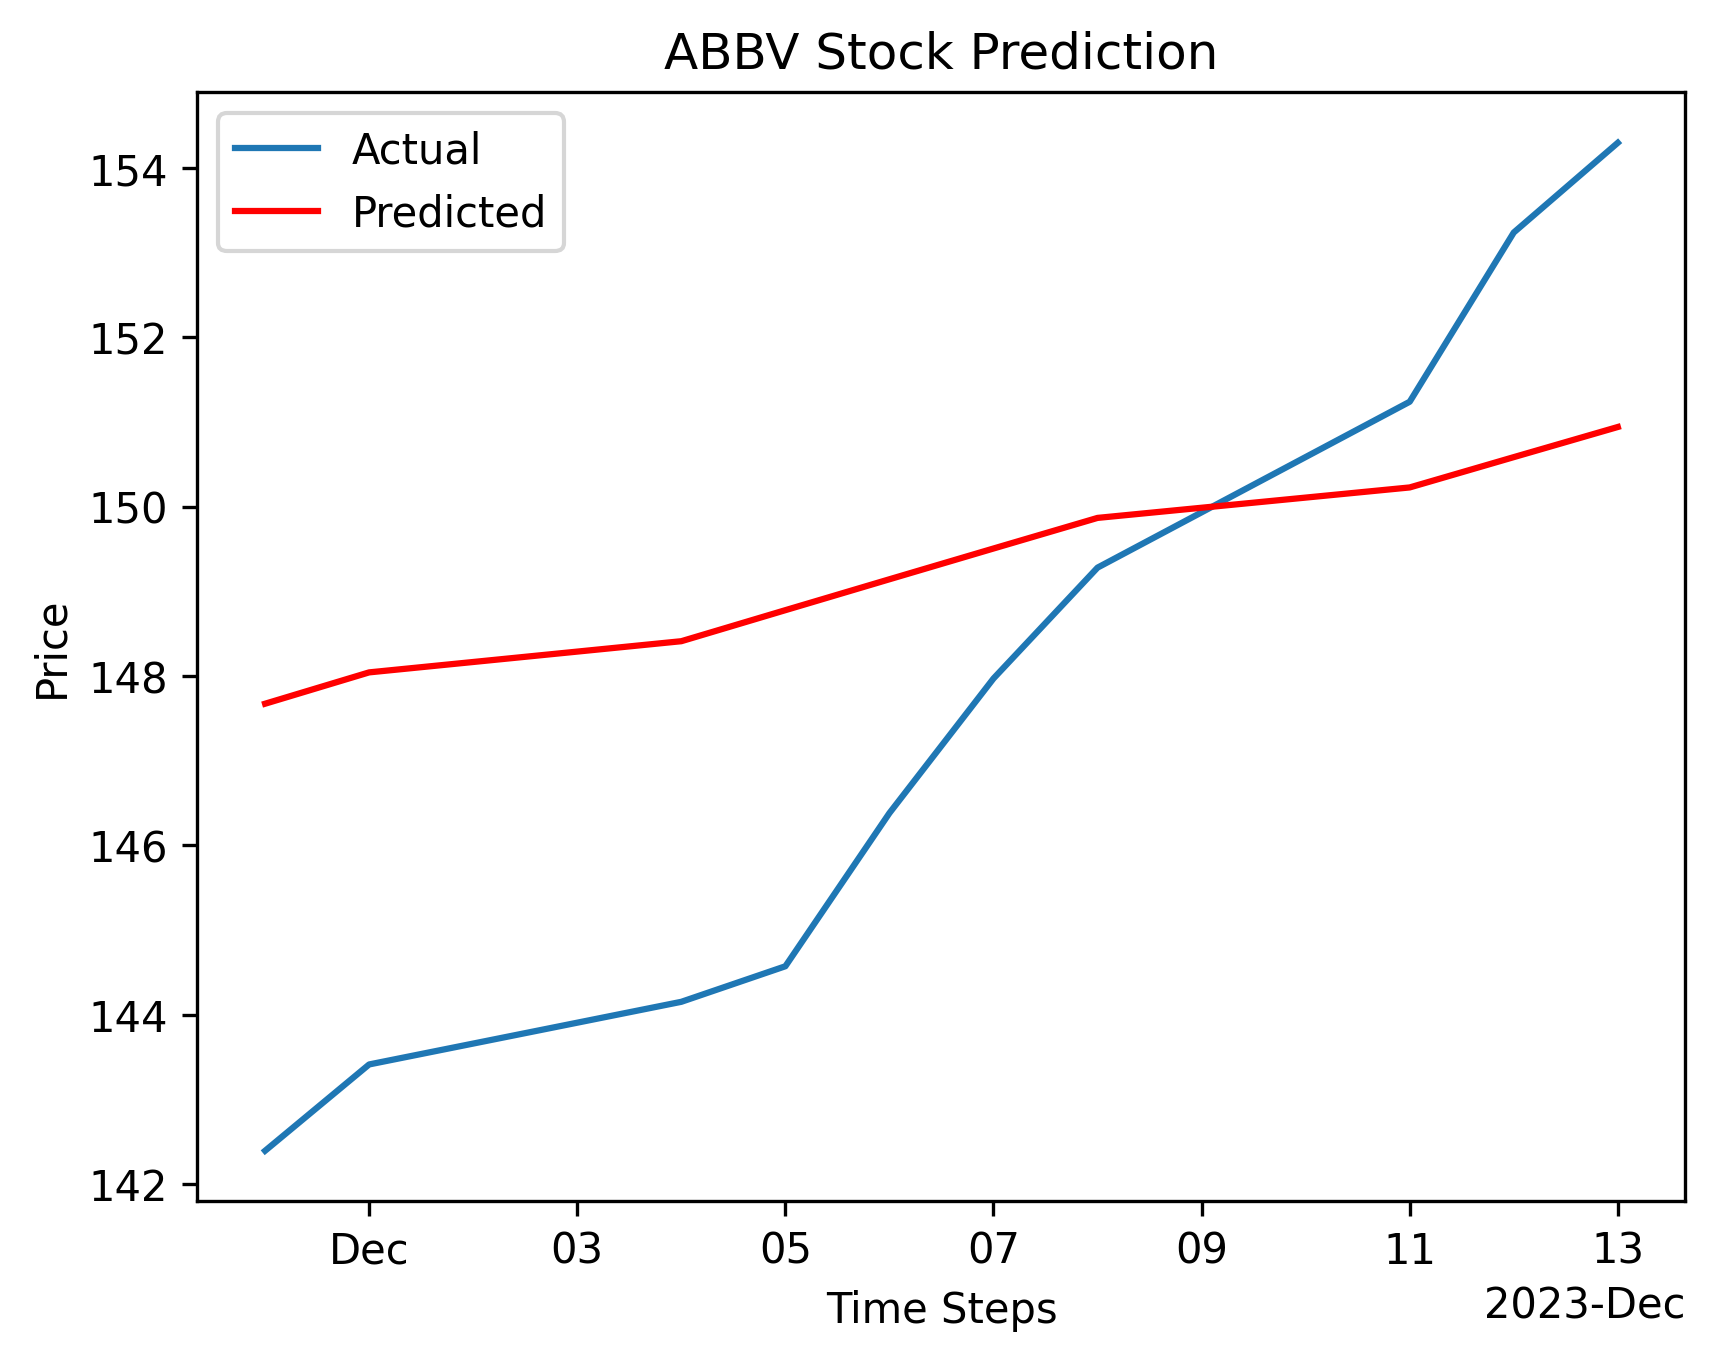 ABBV Stock Prediction
Actual
Predicted
154
152
150
148
146
144
142
Price
Dec 03 05 07 09 11 13
2023-Dec
Time Steps